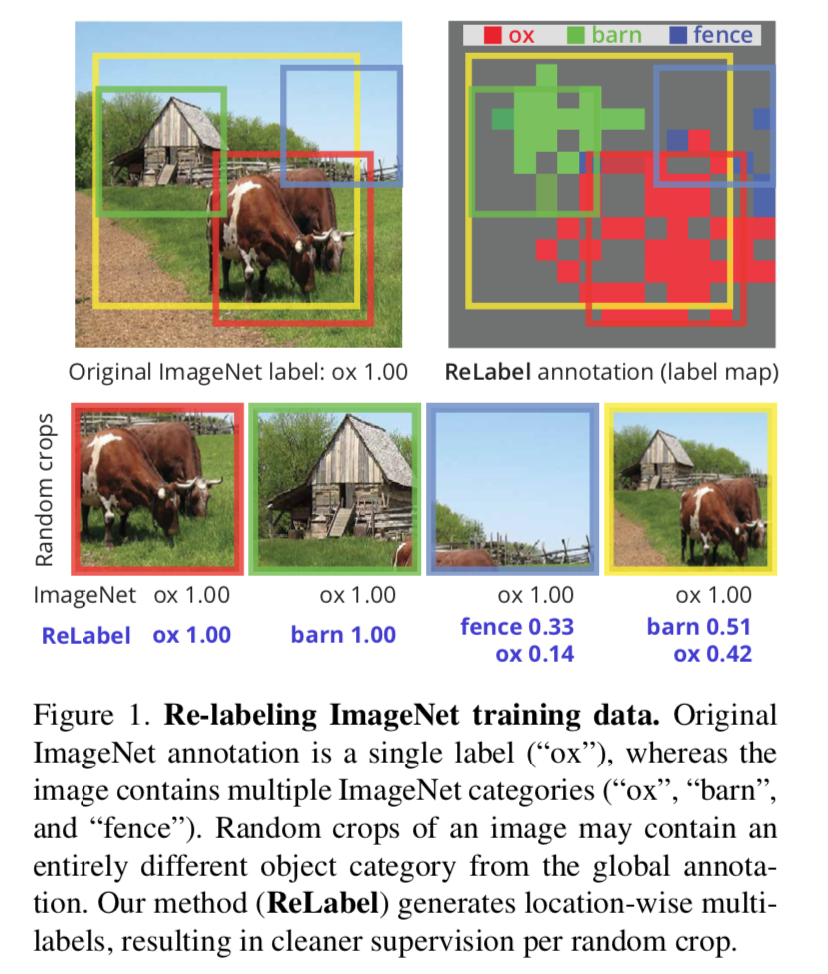 ox barn fence
Original ImageNet label: ox 1.00
ReLabel annotation (label map)
Random crops
ImageNet ox 1.00 ox 1.00 ox 1.00 ox 1.00
ReLabel ox 1.00 barn 1.00 fence 0.33 barn 0.51
ox 0.14 ox 0.42
Figure 1. Re-labeling ImageNet training data. Original
ImageNet annotation is a single label (“ox”), whereas the
image contains multiple ImageNet categories (“ox”, “barn”,
and “fence”). Random crops of an image may contain an
entirely different object category from the global annota-
tion. Our method (ReLabel) generates location-wise multi-
labels, resulting in cleaner supervision per random crop.